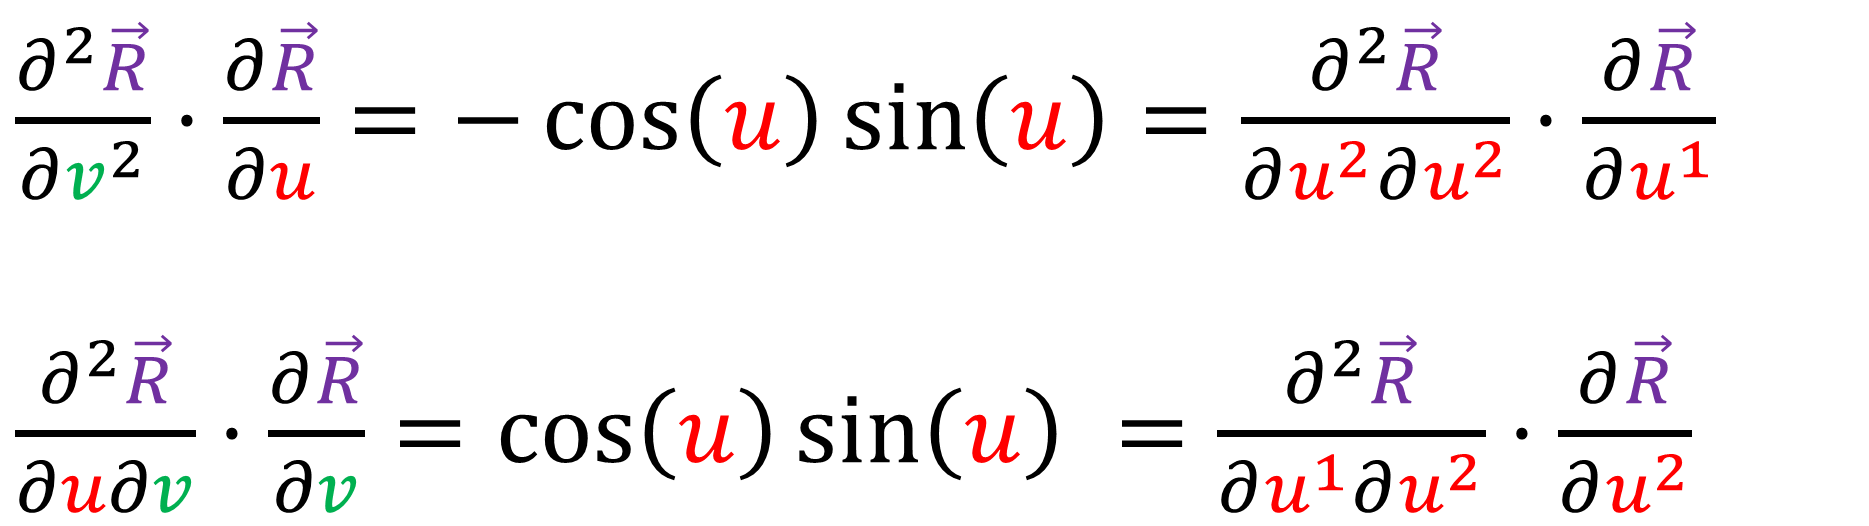 ∂²R⃗/∂v² · ∂R⃗/∂u = − cos(u) sin(u) = ∂²R⃗/∂u²∂u² · ∂R⃗/∂u¹
∂²R⃗/∂u∂v · ∂R⃗/∂v = cos(u) sin(u) = ∂²R⃗/∂u¹∂u² · ∂R⃗/∂u²